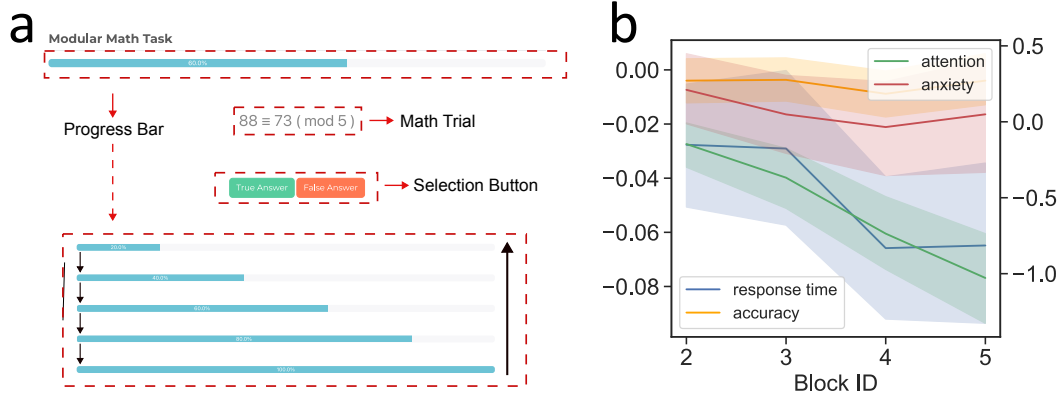 a
Modular Math Task
60.0%
Progress Bar
88 ≡ 73 ( mod 5 )
Math Trial
True Answer
False Answer
Selection Button
20.0%
40.0%
60.0%
80.0%
100.0%
b
0.00
−0.02
−0.04
−0.06
−0.08
0.5
0.0
−0.5
−1.0
attention
anxiety
response time
accuracy
2
3
4
5
Block ID